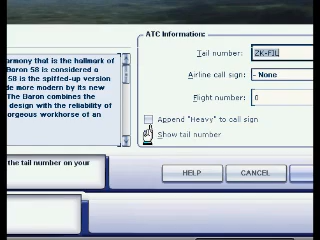 ATC Information:
armony that is the hallmark of
Baron 58 is considered a
58 is the spiffed-up version
de more modern by its new
The Baron combines the
design with the reliability of
orgeous workhorse of an
Tail number: ZK-FJL
Airline call sign: - None
Flight number: 0
Append "Heavy" to call sign
Show tail number
the tail number on your
HELP
CANCEL